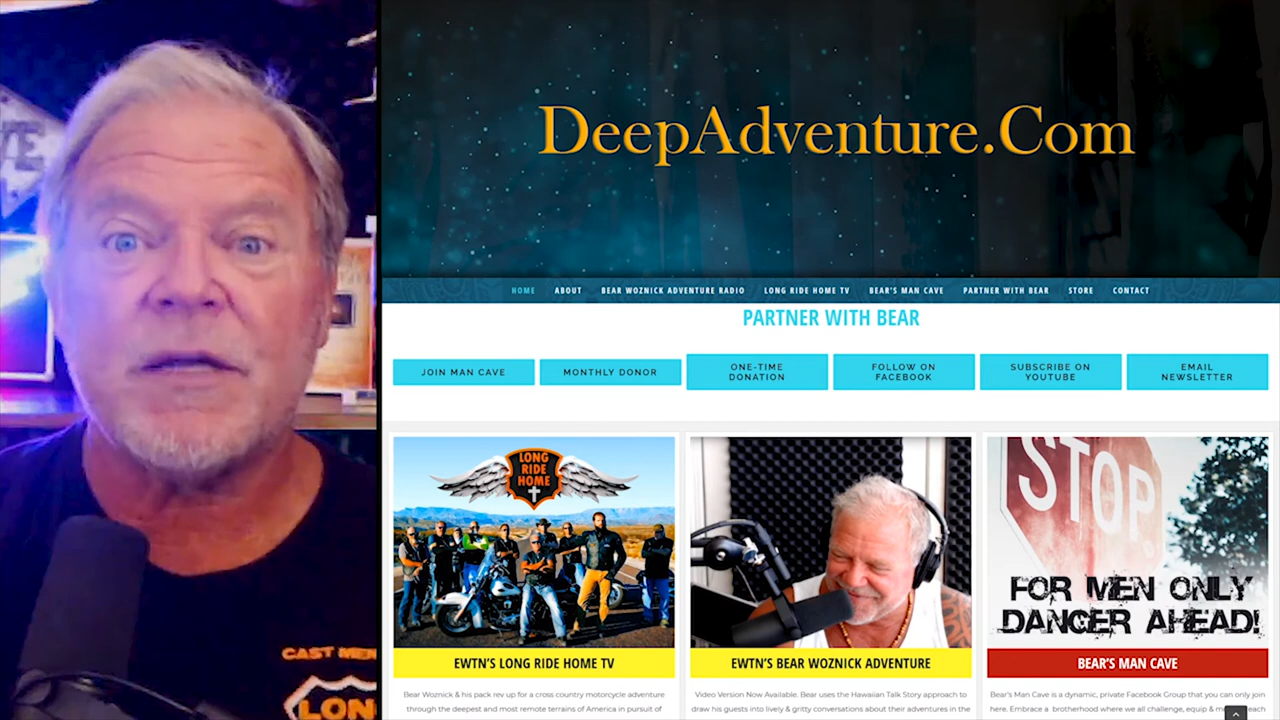 DeepAdventure.Com
HOME ABOUT BEAR WOZNICK ADVENTURE RADIO LONG RIDE HOME TV BEAR'S MAN CAVE PARTNER WITH BEAR STORE CONTACT
PARTNER WITH BEAR
JOIN MAN CAVE
MONTHLY DONOR
ONE-TIME
DONATION
FOLLOW ON
FACEBOOK
SUBSCRIBE ON
YOUTUBE
EMAIL
NEWSLETTER
LONG
RIDE
HOME
EWTN'S LONG RIDE HOME TV
Bear Woznick & his pack rev up for a cross country motorcycle adventure
through the deepest and most remote terrains of America in pursuit of
EWTN'S BEAR WOZNICK ADVENTURE
Video Version Now Available. Bear uses the Hawaiian Talk Story approach to
draw his guests into lively & gritty conversations about their adventures in the
STOP
FOR MEN ONLY
DANGER AHEAD!
BEAR'S MAN CAVE
Bear's Man Cave is a dynamic, private Facebook Group that you can only join
here. Embrace a brotherhood where we all challenge, equip &
CAST
LON